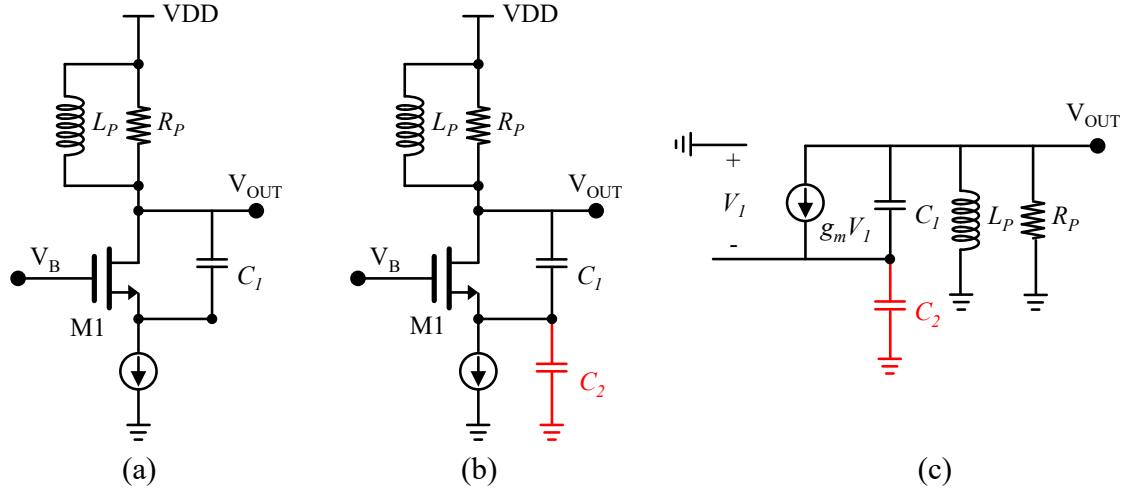 VDD
L_P
R_P
V_OUT
V_B
C_1
M1
(a)
VDD
L_P
R_P
V_OUT
V_B
C_1
M1
C_2
(b)
V_OUT
+
V_1
-
g_mV_1
C_1
L_P
R_P
C_2
(c)